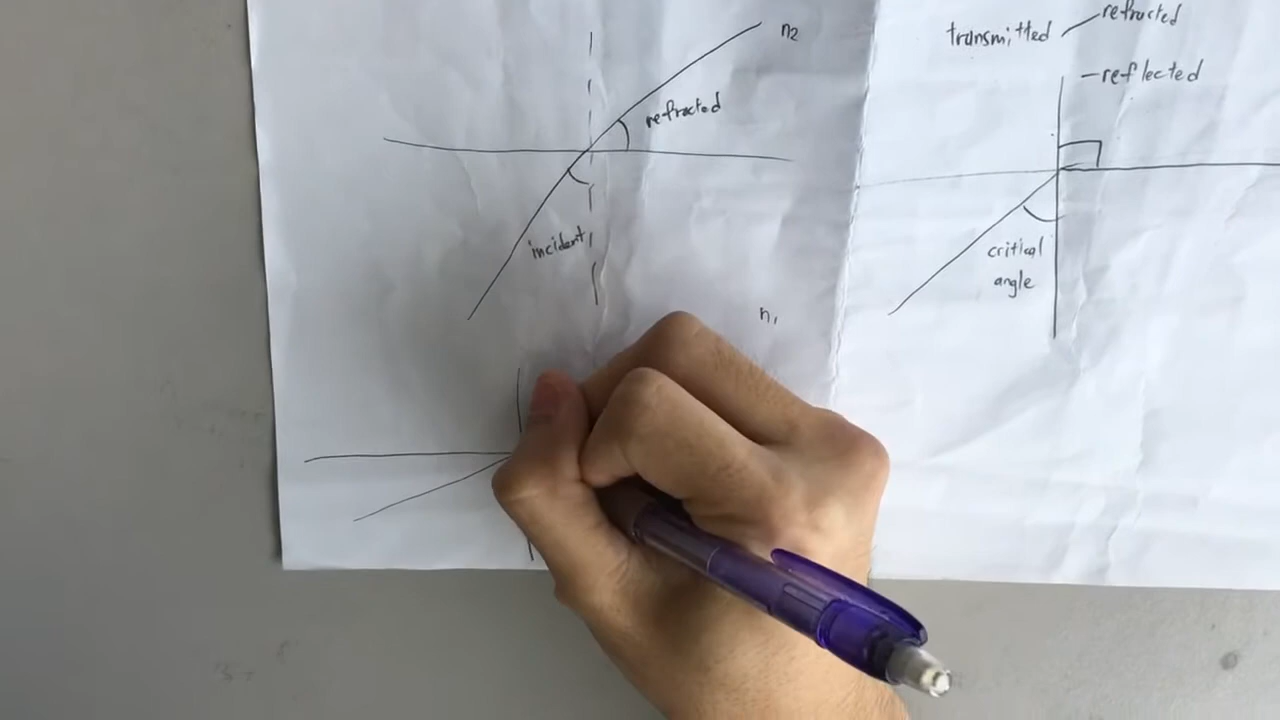 n2
refracted
incident
n1
transmitted
refracted
-reflected
critical
angle